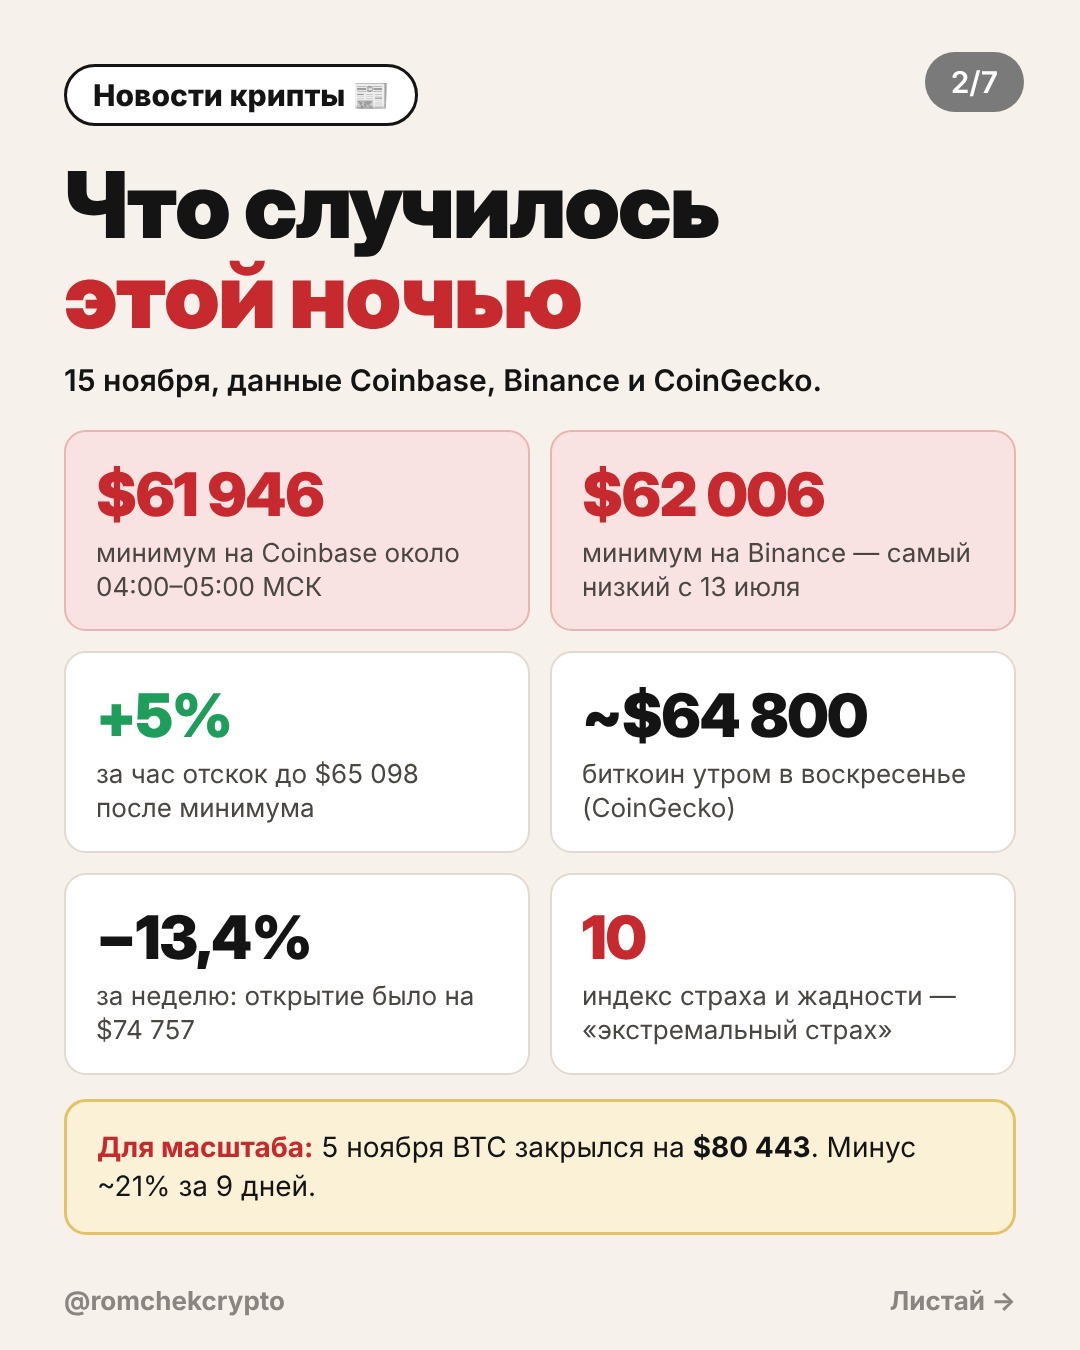 Новости крипты 📰
2/7
Что случилось
этой ночью
15 ноября, данные Coinbase, Binance и CoinGecko.
$61 946
минимум на Coinbase около
04:00–05:00 МСК
$62 006
минимум на Binance — самый
низкий с 13 июля
+5%
за час отскок до $65 098
после минимума
~$64 800
биткоин утром в воскресенье
(CoinGecko)
−13,4%
за неделю: открытие было на
$74 757
10
индекс страха и жадности —
«экстремальный страх»
Для масштаба: 5 ноября BTC закрылся на $80 443. Минус
~21% за 9 дней.
@romchekcrypto
Листай →